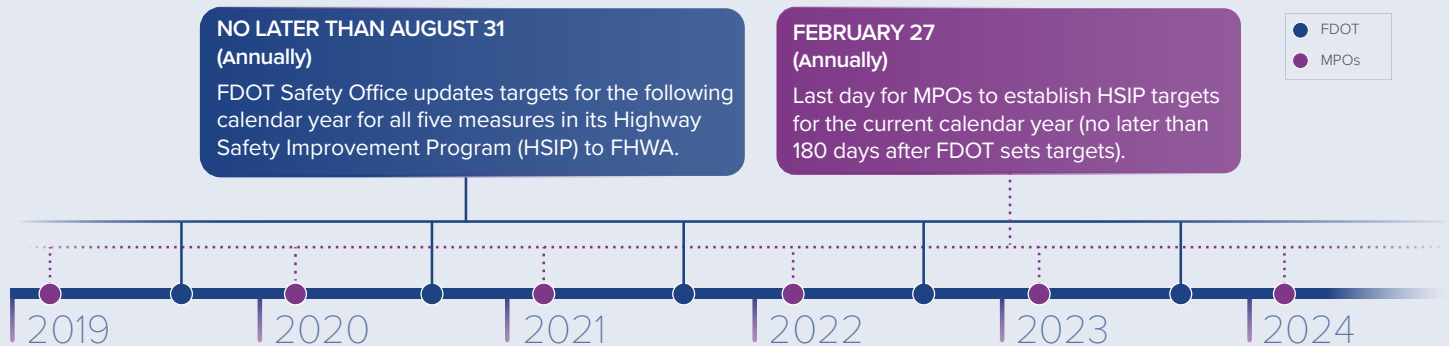 NO LATER THAN AUGUST 31
(Annually)
FDOT Safety Office updates targets for the following
calendar year for all five measures in its Highway
Safety Improvement Program (HSIP) to FHWA.
FEBRUARY 27
(Annually)
Last day for MPOs to establish HSIP targets
for the current calendar year (no later than
180 days after FDOT sets targets).
FDOT
MPOs
2019
2020
2021
2022
2023
2024